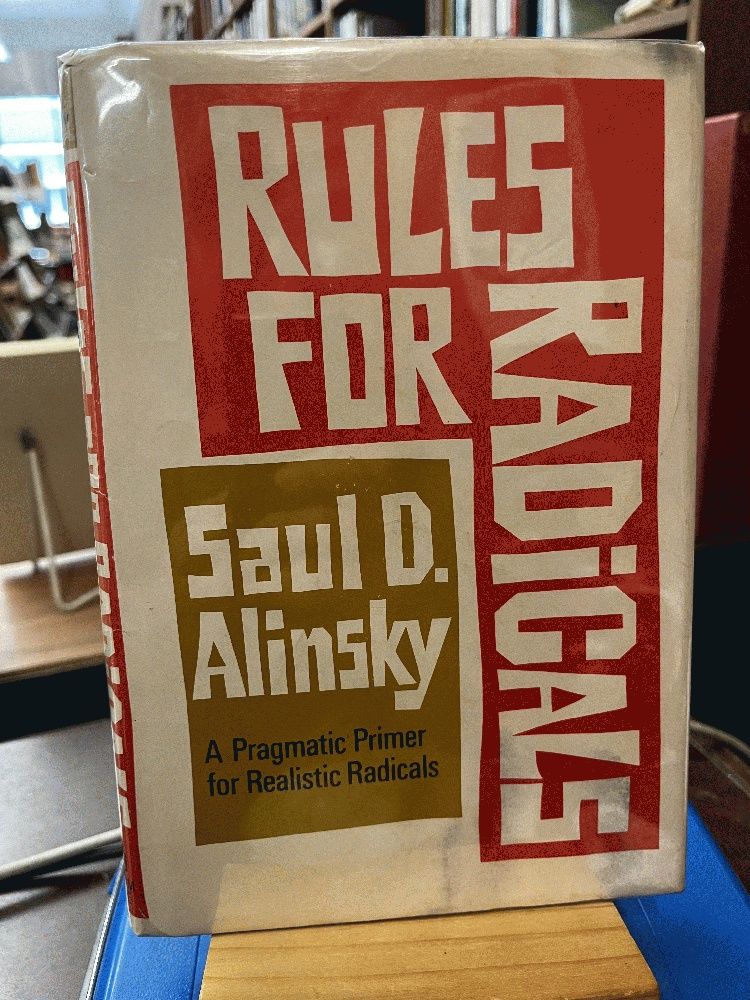 RULES
FOR
RADiCALS
Saul D.
Alinsky
A Pragmatic Primer
for Realistic Radicals